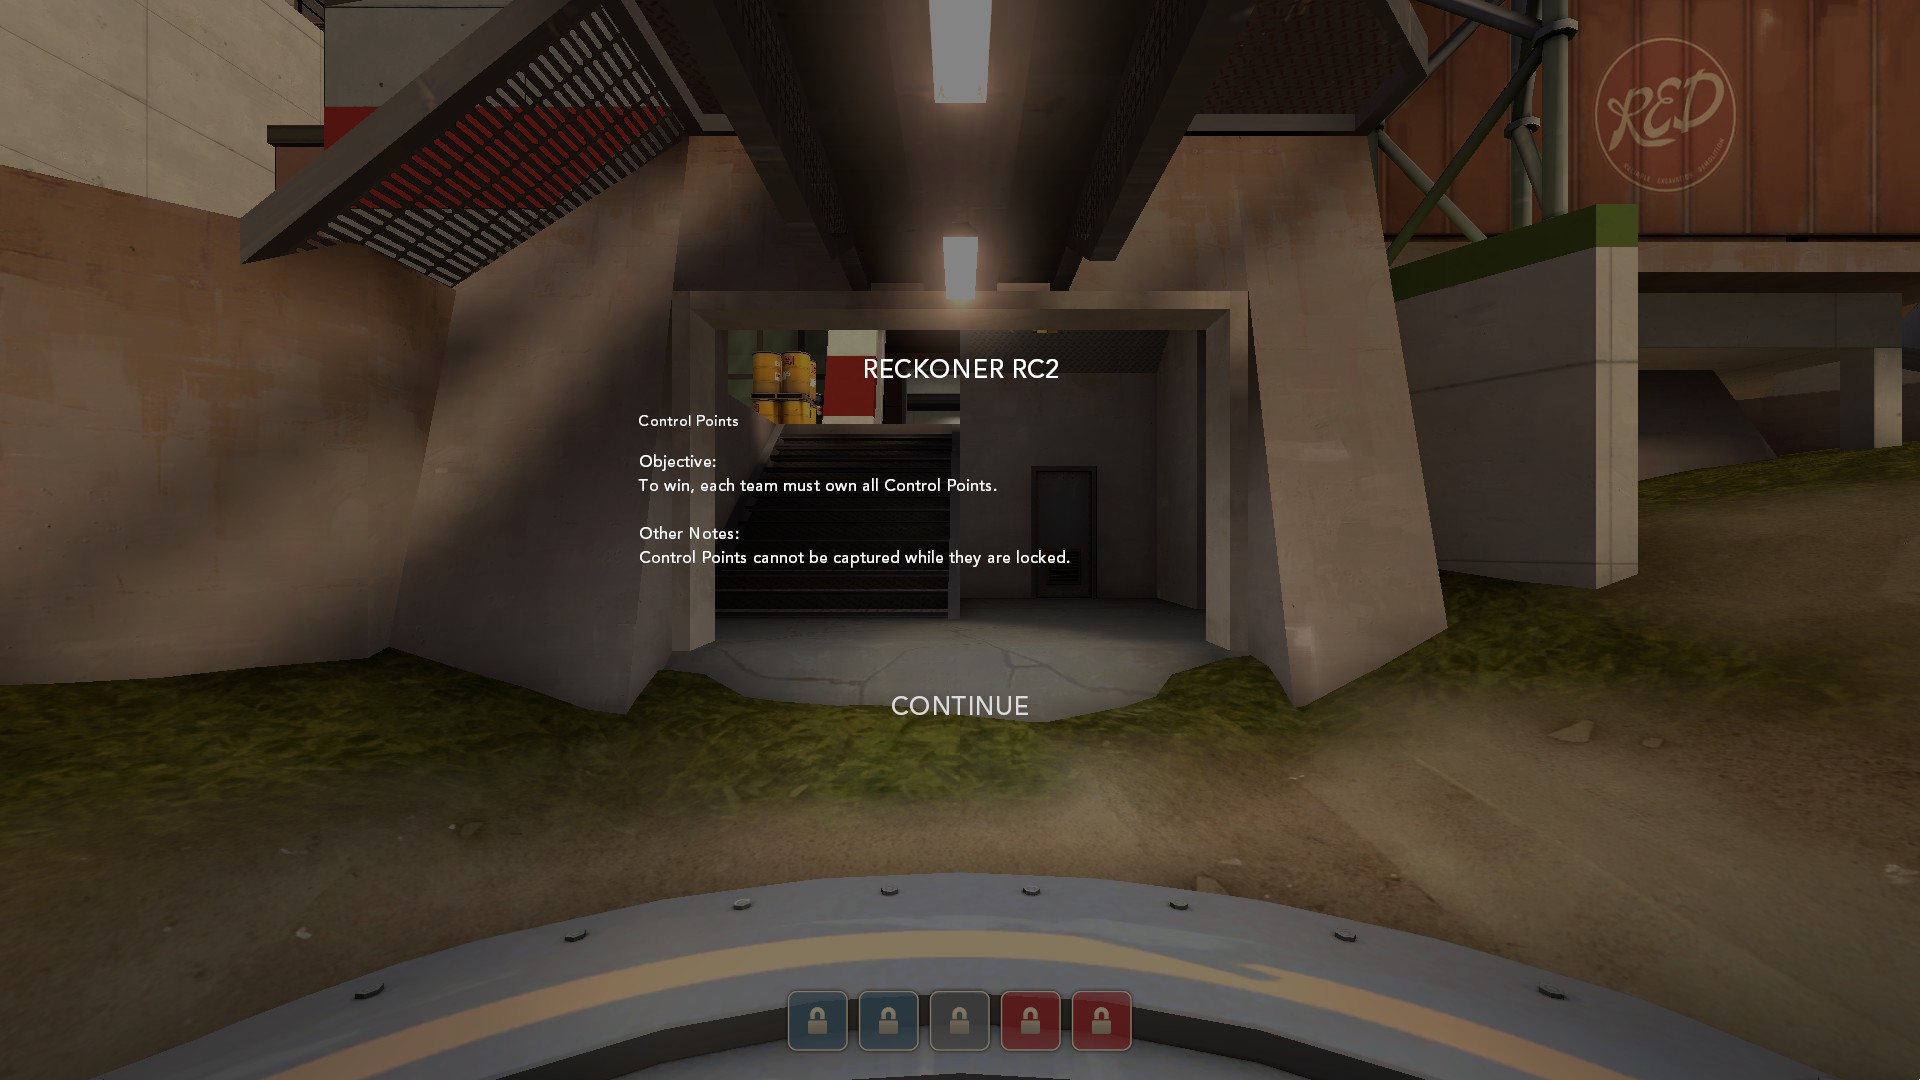 RED
RECKONER RC2
Control Points
Objective:
To win, each team must own all Control Points.
Other Notes:
Control Points cannot be captured while they are locked.
CONTINUE